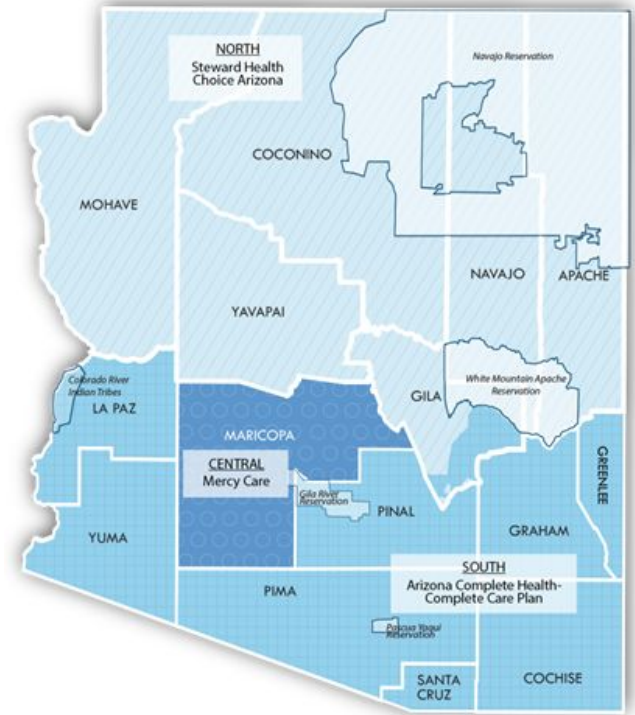 NORTH
Steward Health
Choice Arizona
Navajo Reservation
COCONINO
MOHAVE
NAVAJO
APACHE
YAVAPAI
White Mountain Apache
Reservation
Colorado River
Indian Tribes
GILA
LA PAZ
MARICOPA
GREENLEE
CENTRAL
Mercy Care
Gila River
Reservation
PINAL
GRAHAM
YUMA
SOUTH
Arizona Complete Health-
Complete Care Plan
PIMA
Pascua Yaqui
Reservation
SANTA
CRUZ
COCHISE